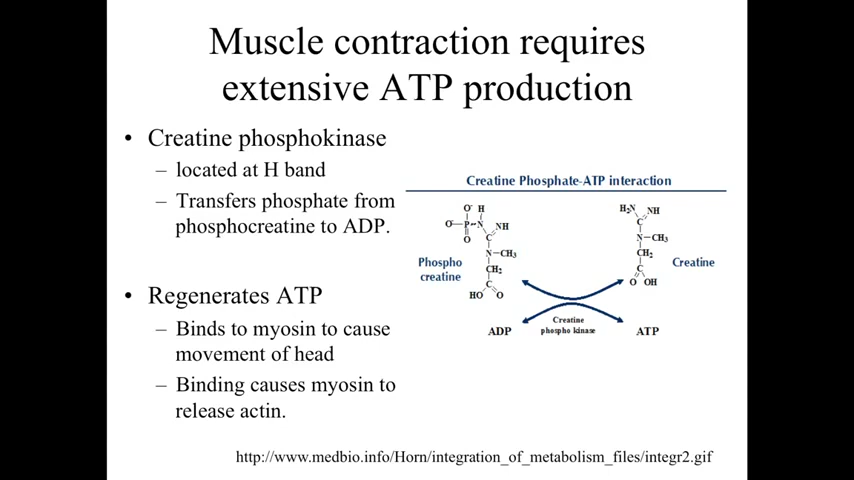 Muscle contraction requires
extensive ATP production
• Creatine phosphokinase
– located at H band
– Transfers phosphate from
phosphocreatine to ADP.
• Regenerates ATP
– Binds to myosin to cause
movement of head
– Binding causes myosin to
release actin.
Creatine Phosphate-ATP interaction
O⁻ H
O⁻—P~N NH
O C
N—CH₃
CH₂
C
HO O
Phospho
creatine
H₂N NH
C
N—CH₃
CH₂
C
O OH
Creatine
ADP
Creatine
phospho kinase
ATP
http://www.medbio.info/Horn/integration_of_metabolism_files/integr2.gif